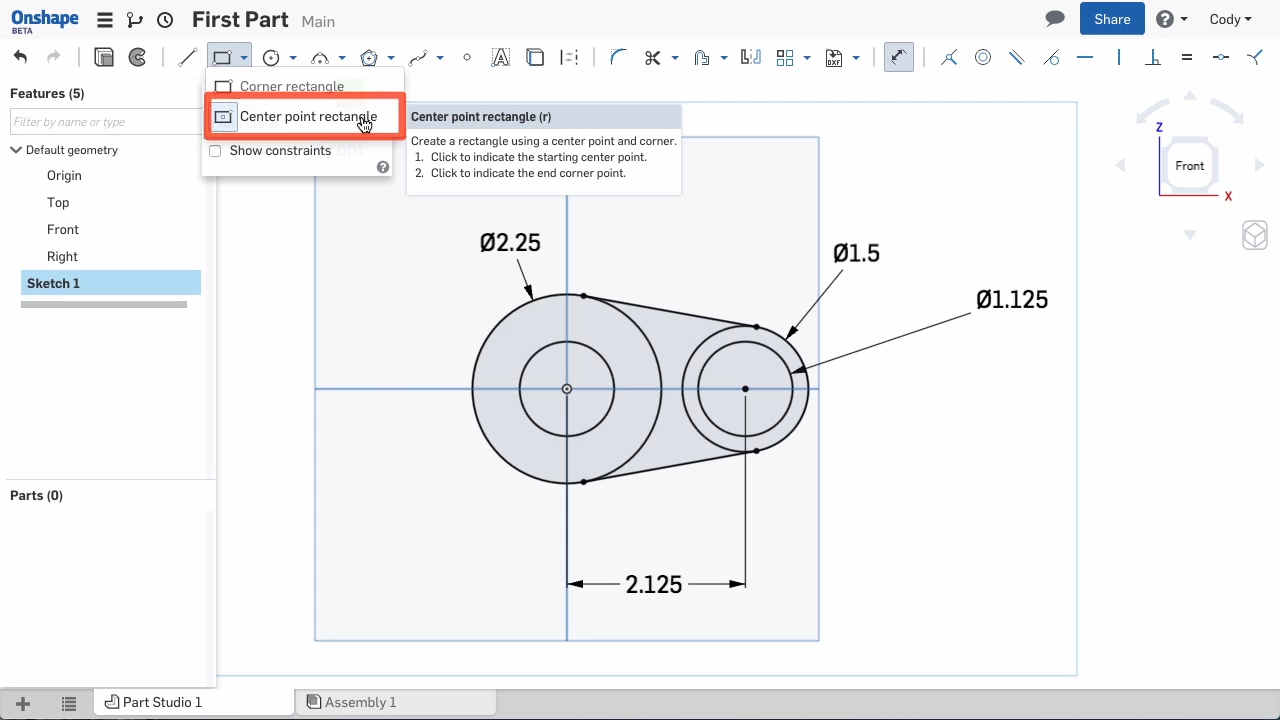 Onshape
BETA
First Part Main
Share
Cody
DXF
Features (5)
Filter by name or type
Default geometry
Origin
Top
Front
Right
Sketch 1
Parts (0)
Corner rectangle
Center point rectangle
Show constraints
Center point rectangle (r)
Create a rectangle using a center point and corner.
1. Click to indicate the starting center point.
2. Click to indicate the end corner point.
Z
Front
X
Ø2.25
Ø1.5
Ø1.125
2.125
Part Studio 1
Assembly 1